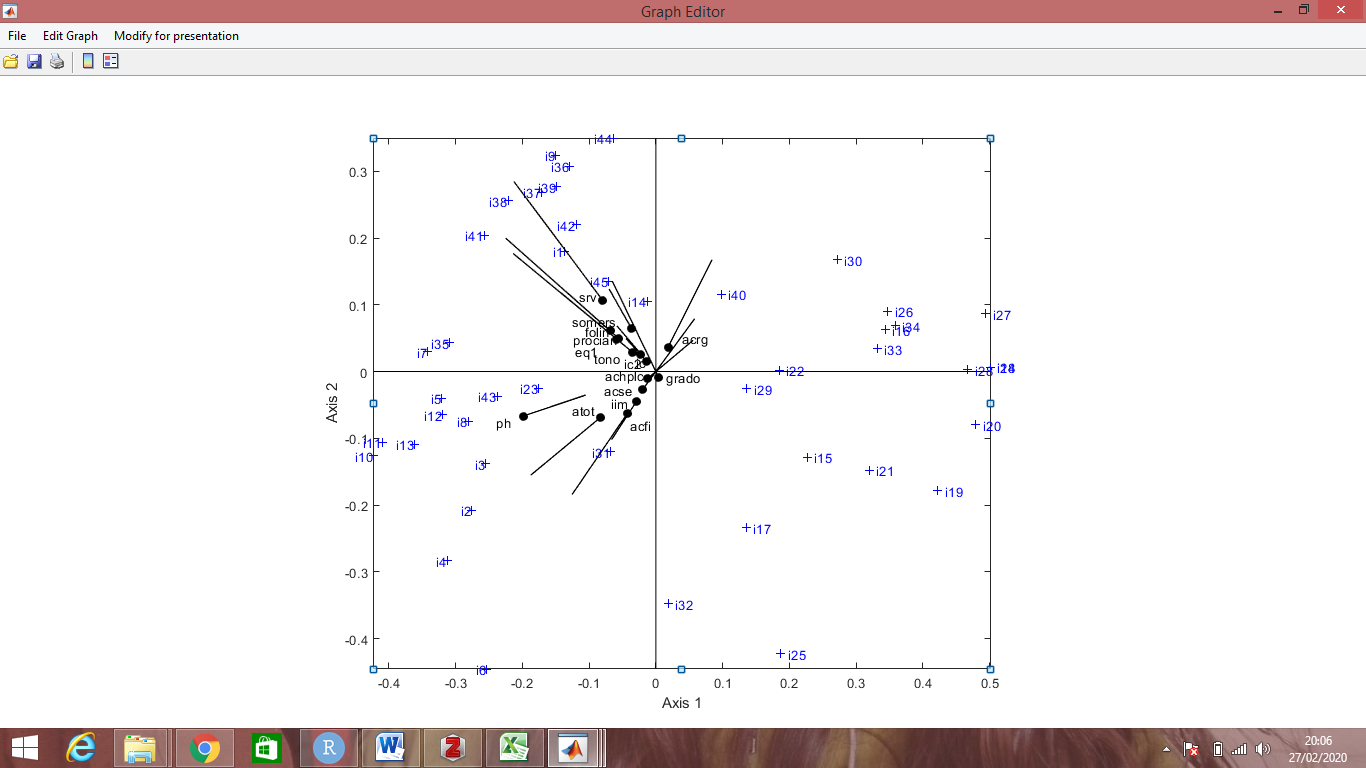 Graph Editor
File Edit Graph Modify for presentation
i44
i9
i36
0.3
i39
i37
i38
i42
i41
0.2
i1
i30
i45
i40
srv
i14
0.1
i26
i27
somers
i34
i16
folin
procian
acrg
i35
i33
i7
eq1
tono
0
achplc
grado
i22
i28
i23
i29
acse
i5
i43
iim
i12
atot
i8
ph
acfi
i20
-0.1
i11
i13
i31
i10
i15
i3
i21
i19
-0.2
i2
i17
-0.3
i4
i32
-0.4
i25
i6
Axis 2
-0.4 -0.3 -0.2 -0.1 0 0.1 0.2 0.3 0.4 0.5
Axis 1
20:06
27/02/2020